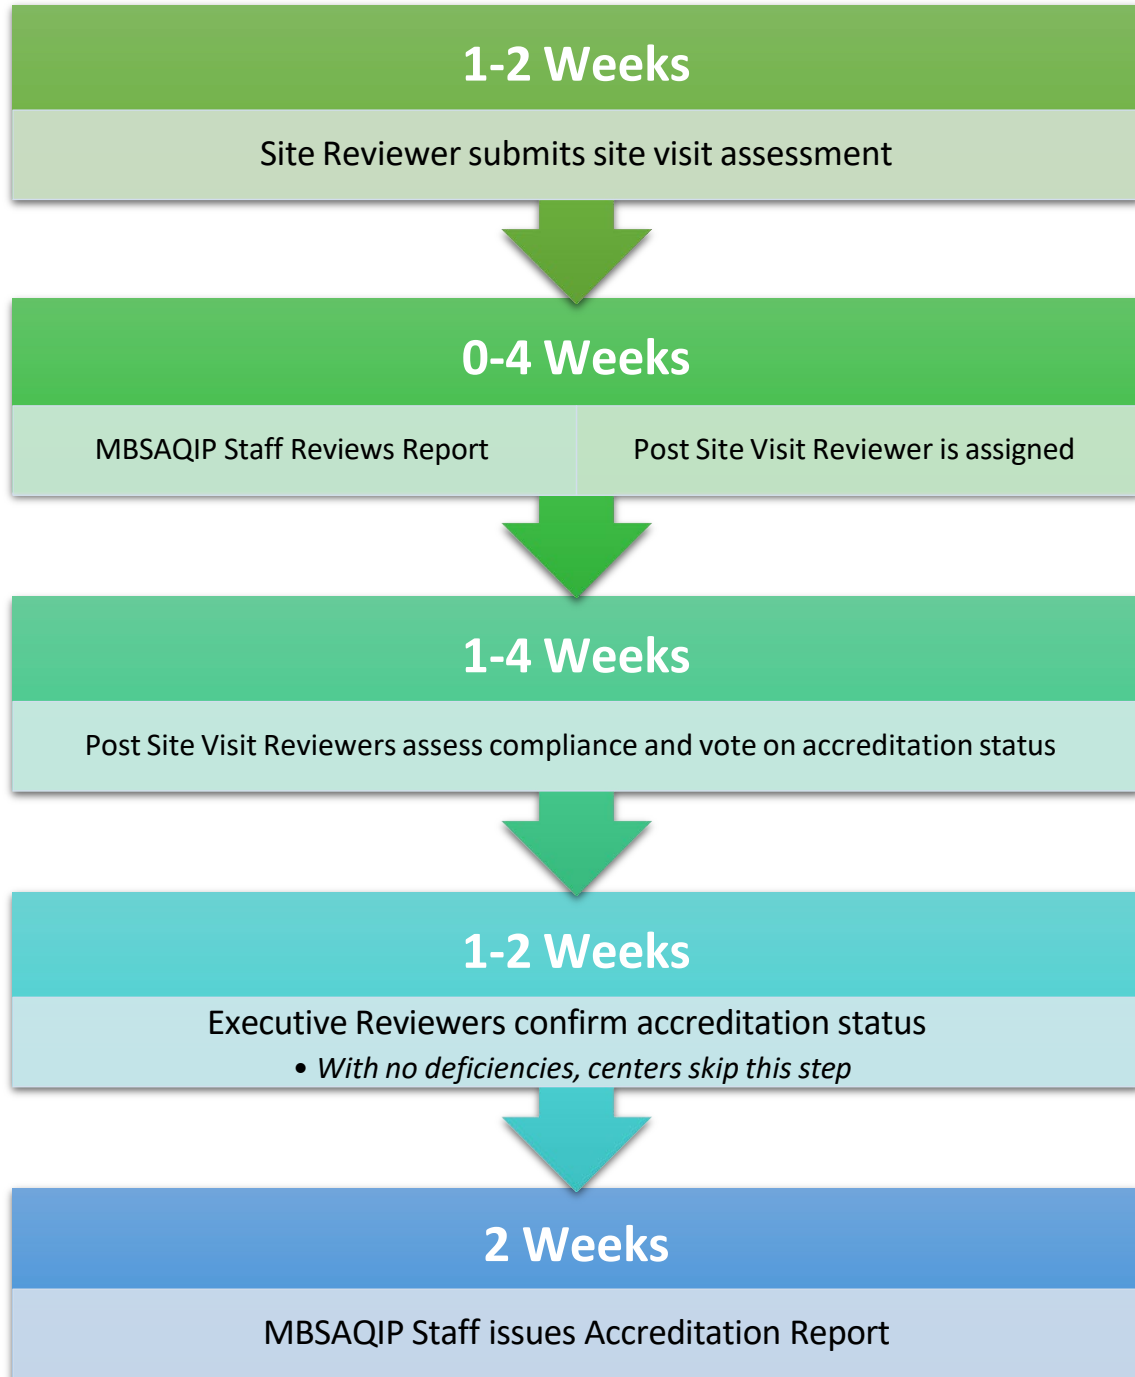 1-2 Weeks
Site Reviewer submits site visit assessment
0-4 Weeks
MBSAQIP Staff Reviews Report
Post Site Visit Reviewer is assigned
1-4 Weeks
Post Site Visit Reviewers assess compliance and vote on accreditation status
1-2 Weeks
Executive Reviewers confirm accreditation status
• With no deficiencies, centers skip this step
2 Weeks
MBSAQIP Staff issues Accreditation Report